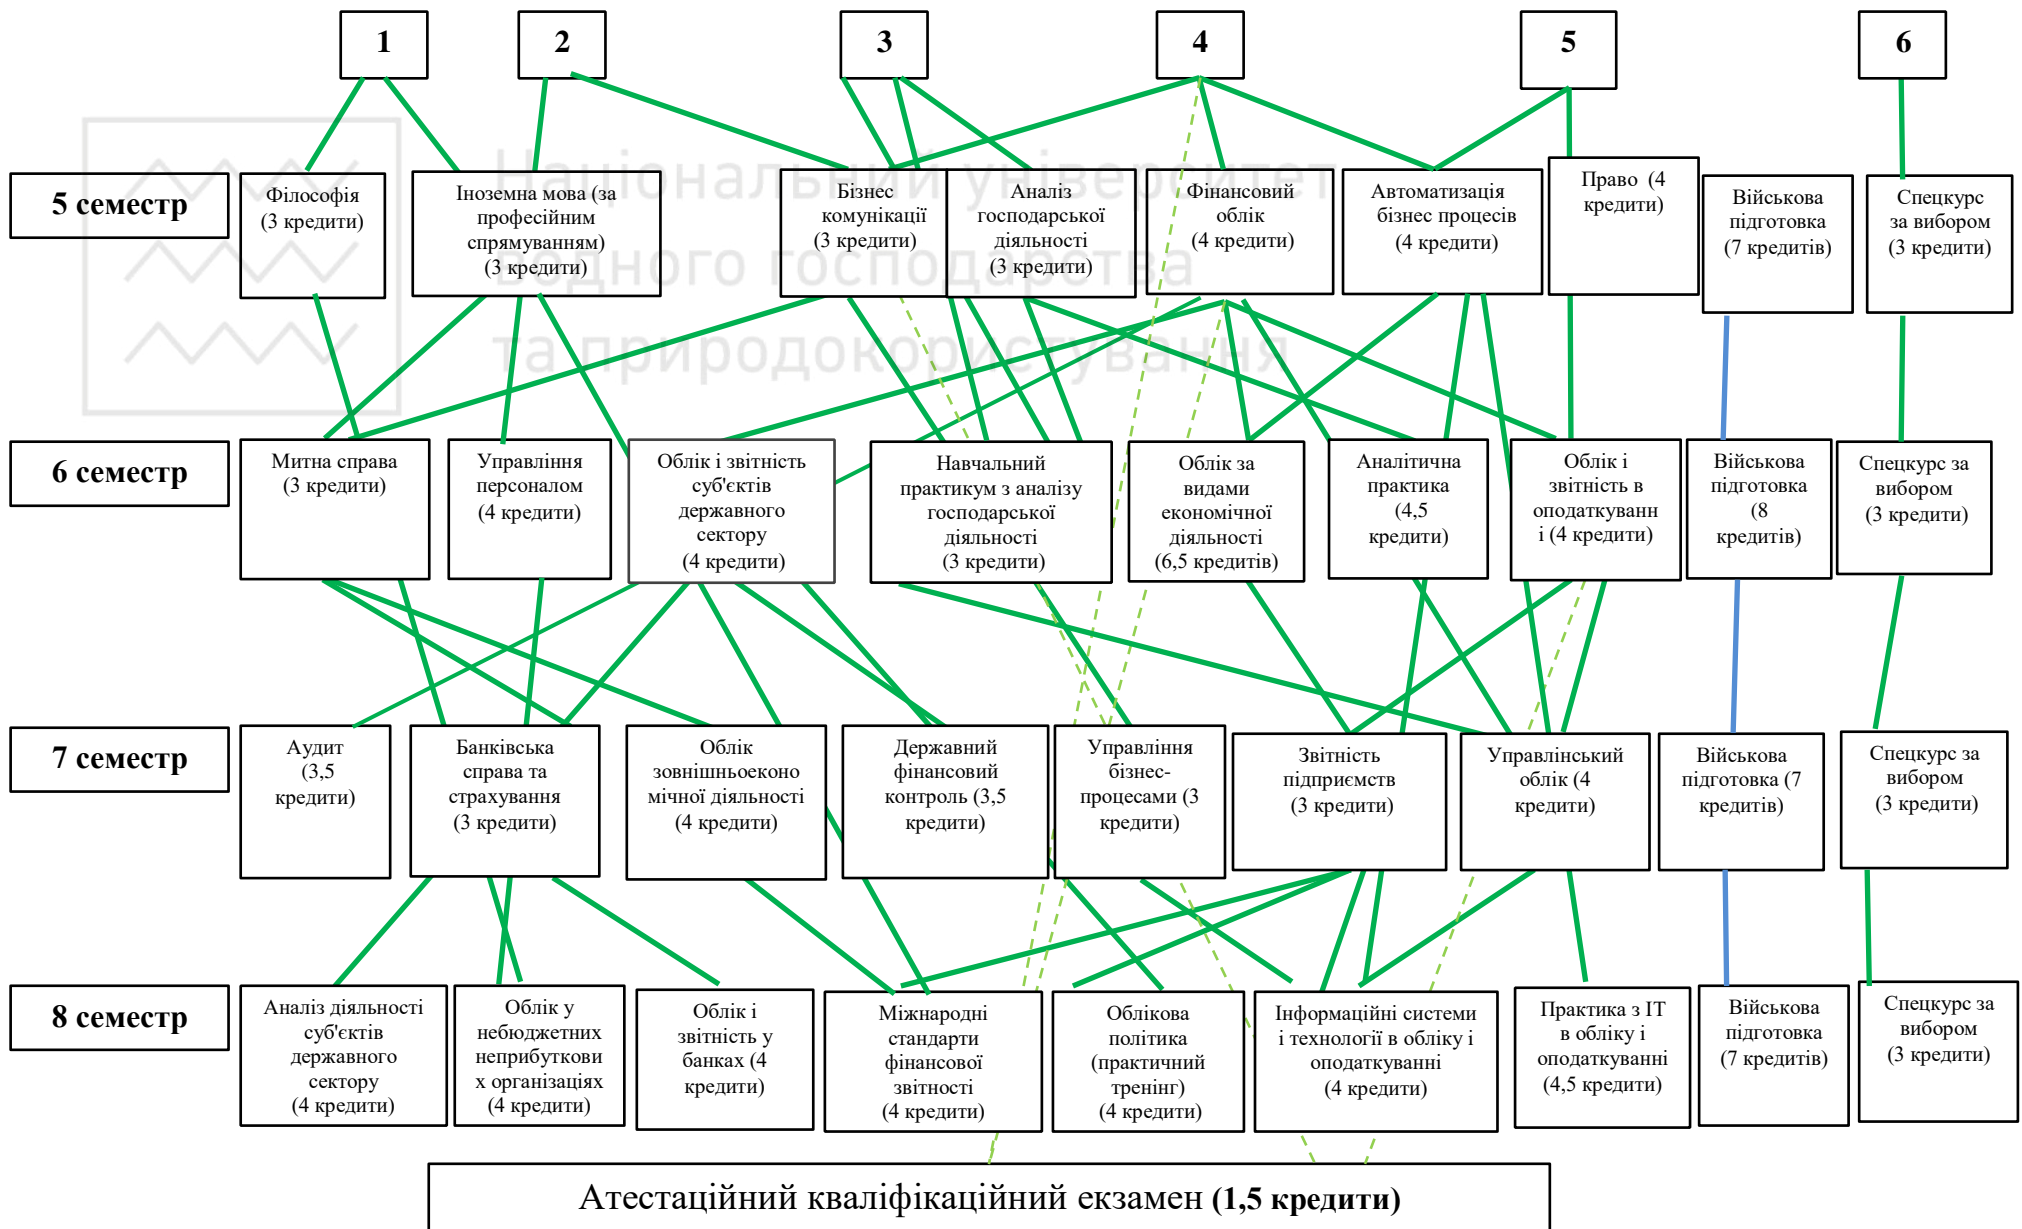 1
2
3
4
5
6
Національний університет
водного господарства
та природокористування
5 семестр
Філософія
(3 кредити)
Іноземна мова (за
професійним
спрямуванням)
(3 кредити)
Бізнес
комунікації
(3 кредити)
Аналіз
господарської
діяльності
(3 кредити)
Фінансовий
облік
(4 кредити)
Автоматизація
бізнес процесів
(4 кредити)
Право (4
кредити)
Військова
підготовка
(7 кредитів)
Спецкурс
за вибором
(3 кредити)
6 семестр
Митна справа
(3 кредити)
Управління
персоналом
(4 кредити)
Облік і звітність
суб'єктів
державного
сектору
(4 кредити)
Навчальний
практикум з аналізу
господарської
діяльності
(3 кредити)
Облік за
видами
економічної
діяльності
(6,5 кредитів)
Аналітична
практика
(4,5
кредити)
Облік і
звітність в
оподаткуванн
і (4 кредити)
Військова
підготовка
(8
кредитів)
Спецкурс за
вибором
(3 кредити)
7 семестр
Аудит
(3,5
кредити)
Банківська
справа та
страхування
(3 кредити)
Облік
зовнішньоеконо
мічної діяльності
(4 кредити)
Державний
фінансовий
контроль (3,5
кредити)
Управління
бізнес-
процесами (3
кредити)
Звітність
підприємств
(3 кредити)
Управлінський
облік (4
кредити)
Військова
підготовка (7
кредитів)
Спецкурс за
вибором
(3 кредити)
8 семестр
Аналіз діяльності
суб'єктів
державного
сектору
(4 кредити)
Облік у
небюджетних
неприбуткови
х організаціях
(4 кредити)
Облік і
звітність у
банках (4
кредити)
Міжнародні
стандарти
фінансової
звітності
(4 кредити)
Облікова
політика
(практичний
тренінг)
(4 кредити)
Інформаційні системи
і технології в обліку і
оподаткуванні
(4 кредити)
Практика з ІТ
в обліку і
оподаткуванні
(4,5 кредити)
Військова
підготовка
(7 кредитів)
Спецкурс за
вибором
(3 кредити)
Атестаційний кваліфікаційний екзамен (1,5 кредити)